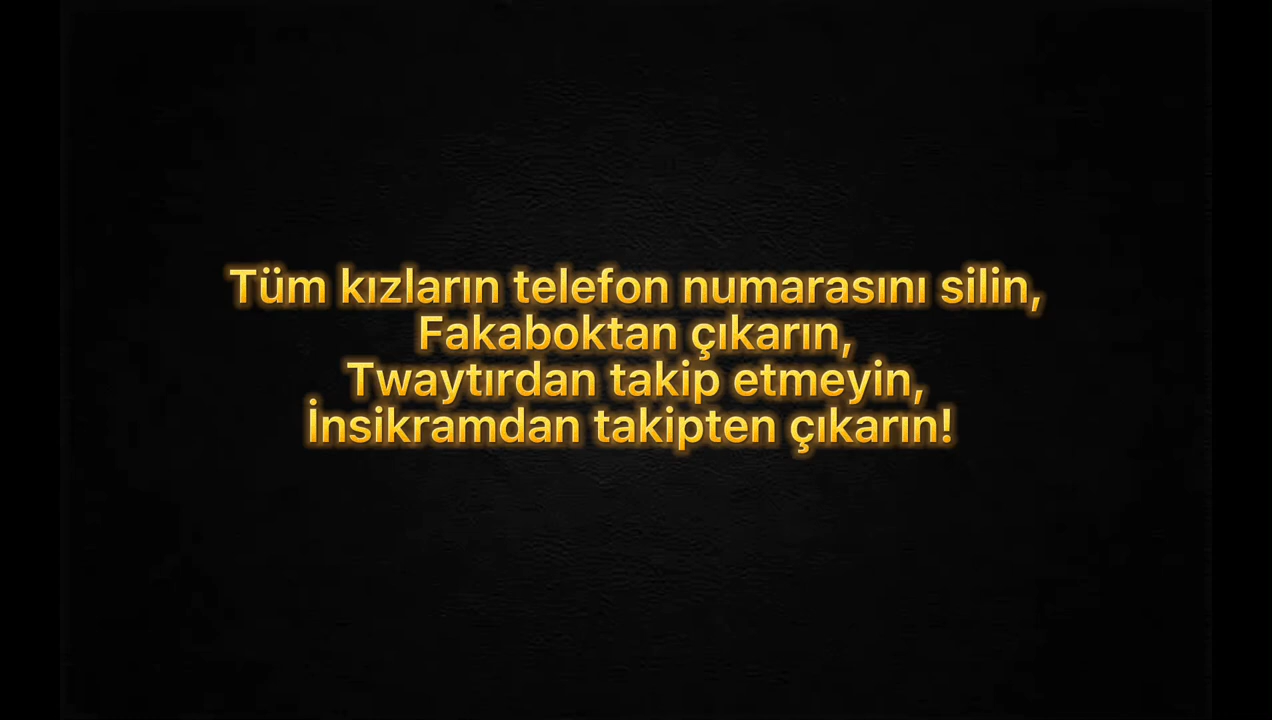 Tüm kızların telefon numarasını silin,
Fakaboktan çıkarın,
Twaytırdan takip etmeyin,
İnsikramdan takipten çıkarın!